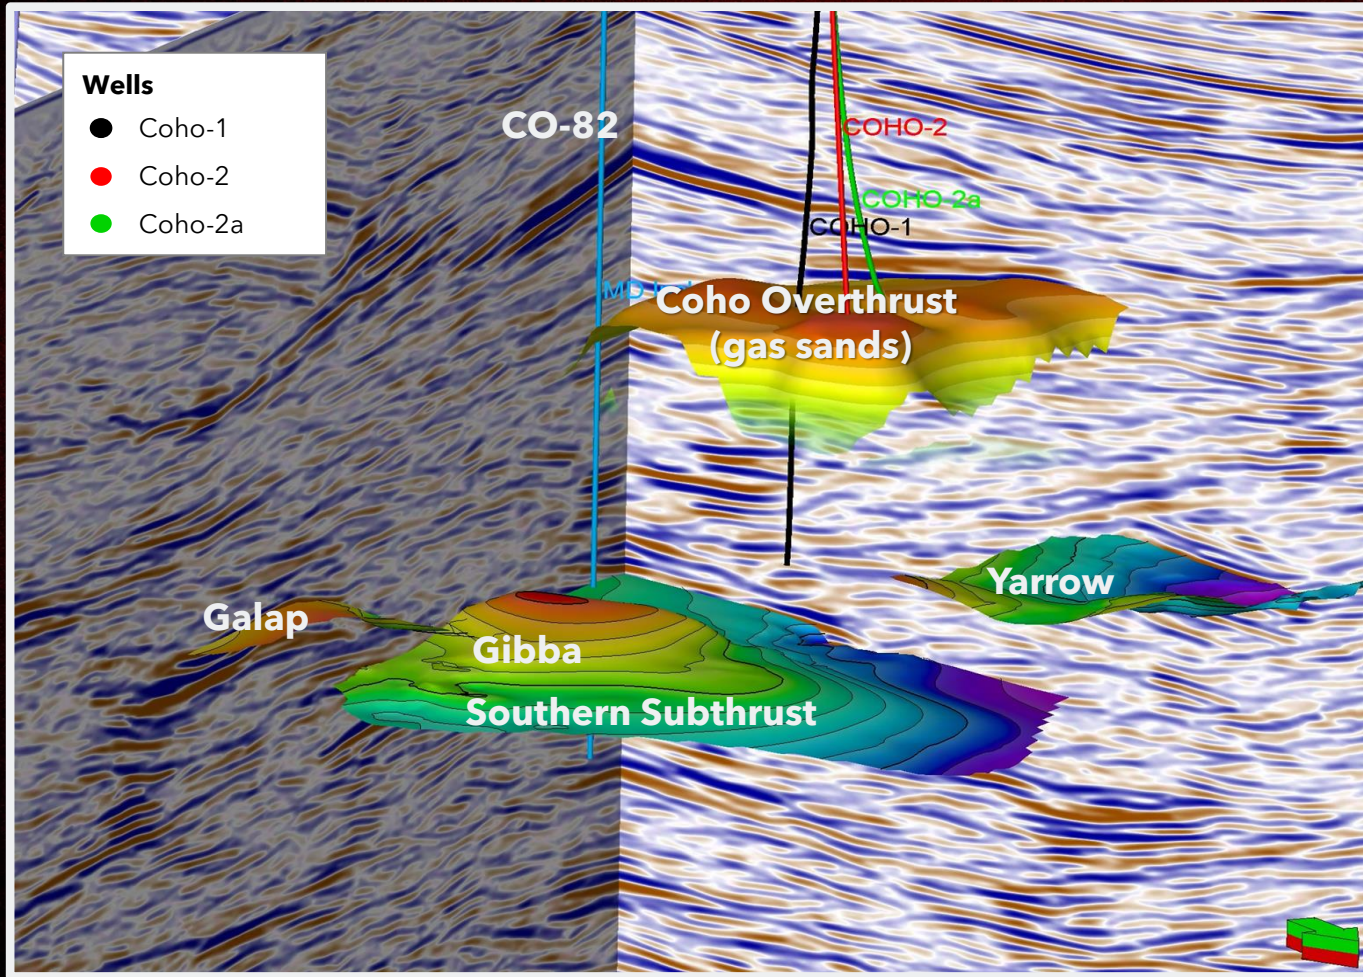 Wells
Coho-1
Coho-2
Coho-2a
CO-82
COHO-2
COHO-2a
COHO-1
Coho Overthrust
(gas sands)
Yarrow
Galap
Gibba
Southern Subthrust